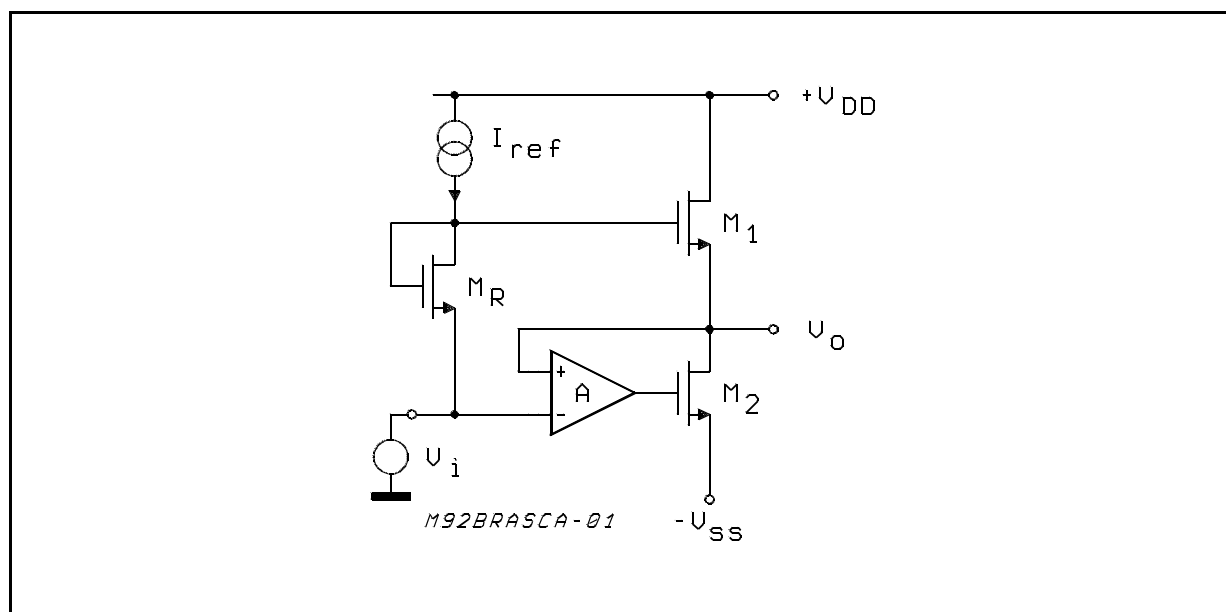 +VDD
Iref
M1
MR
Vo
+
A
M2
-
Vi
M92BRASCA-01
-Vss